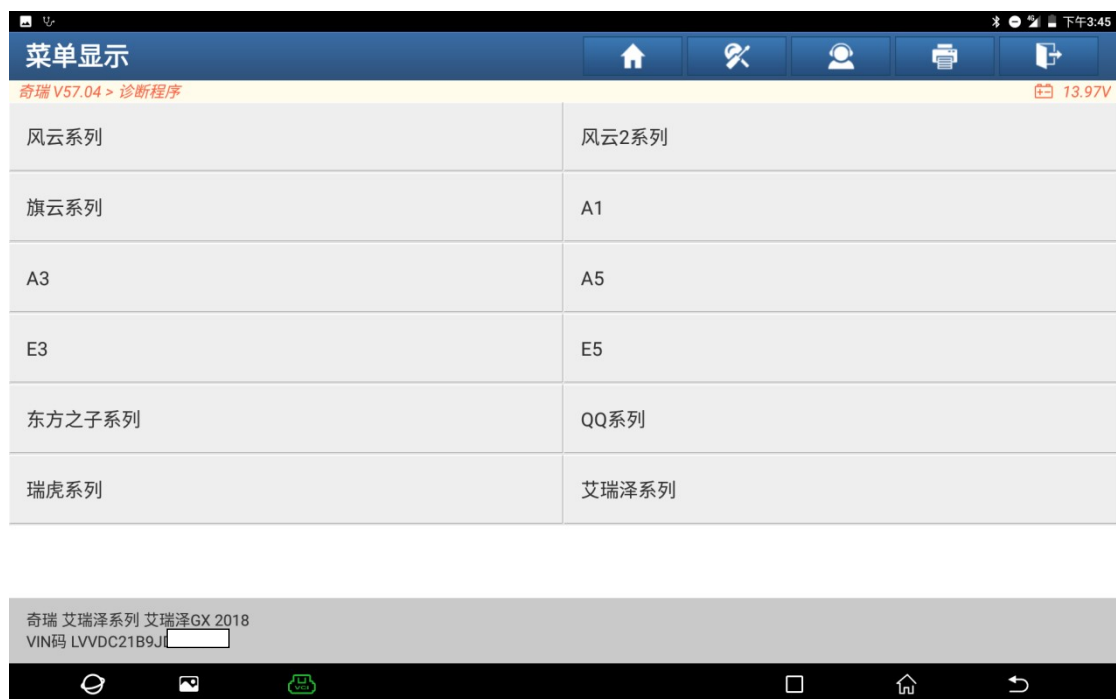 下午3:45
菜单显示
奇瑞 V57.04 > 诊断程序
13.97V
风云系列
风云2系列
旗云系列
A1
A3
A5
E3
E5
东方之子系列
QQ系列
瑞虎系列
艾瑞泽系列
奇瑞 艾瑞泽系列 艾瑞泽GX 2018
VIN码 LVVDC21B9J
VCI